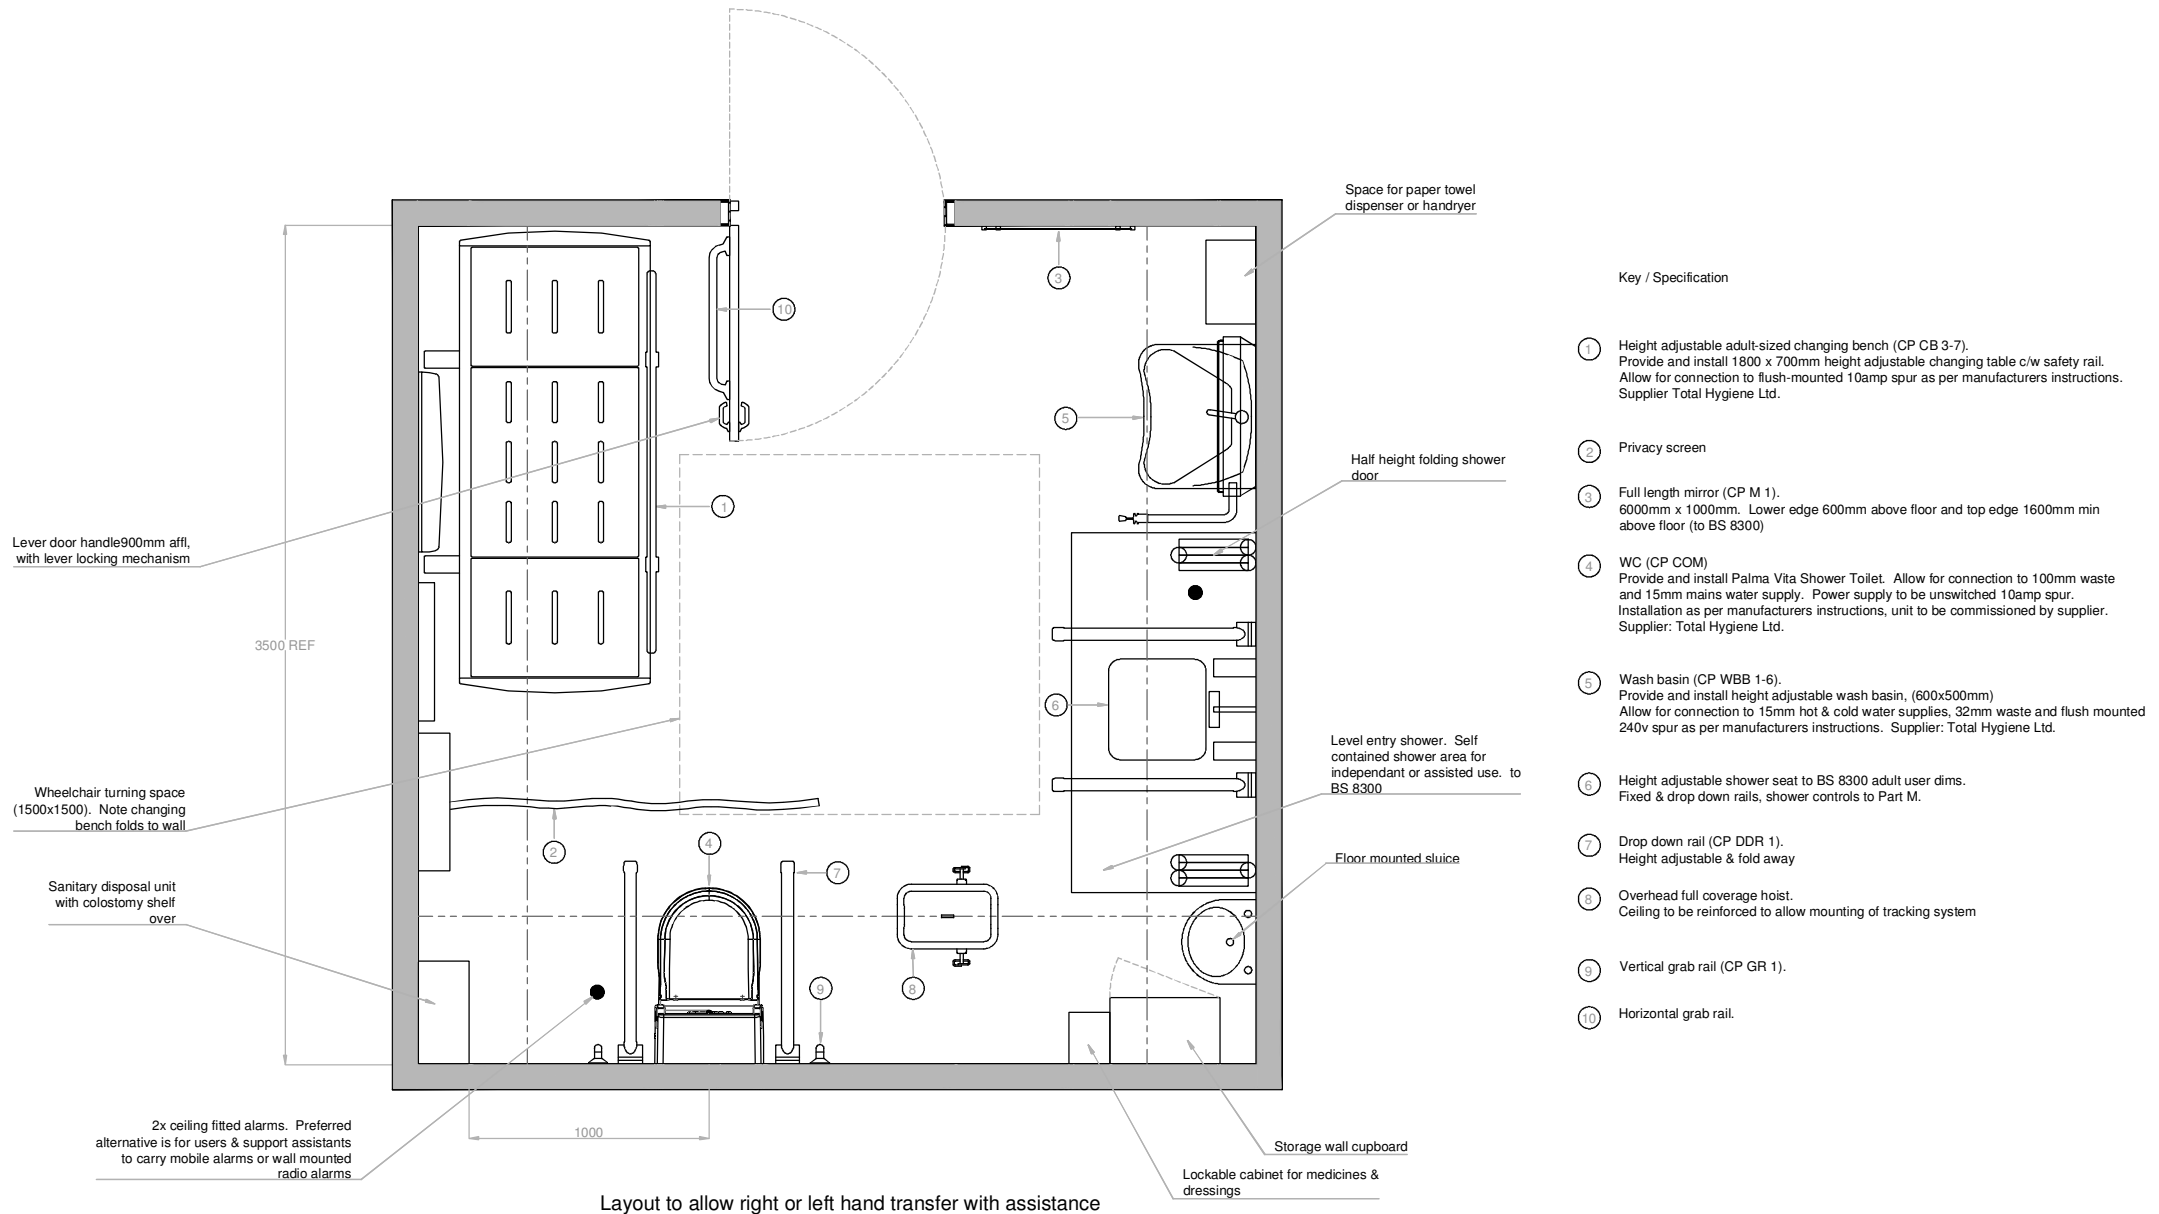 Space for paper towel
dispenser or handryer
3
10
Key / Specification
1
Height adjustable adult-sized changing bench (CP CB 3-7).
Provide and install 1800 x 700mm height adjustable changing table c/w safety rail.
Allow for connection to flush-mounted 10amp spur as per manufacturers instructions.
Supplier Total Hygiene Ltd.
5
2
Privacy screen
Half height folding shower
door
3
Full length mirror (CP M 1).
6000mm x 1000mm. Lower edge 600mm above floor and top edge 1600mm min
above floor (to BS 8300)
1
Lever door handle900mm affl,
with lever locking mechanism
4
WC (CP COM)
Provide and install Palma Vita Shower Toilet. Allow for connection to 100mm waste
and 15mm mains water supply. Power supply to be unswitched 10amp spur.
Installation as per manufacturers instructions, unit to be commissioned by supplier.
Supplier: Total Hygiene Ltd.
3500 REF
5
Wash basin (CP WBB 1-6).
Provide and install height adjustable wash basin, (600x500mm)
Allow for connection to 15mm hot & cold water supplies, 32mm waste and flush mounted
240v spur as per manufacturers instructions. Supplier: Total Hygiene Ltd.
6
Level entry shower. Self
contained shower area for
independant or assisted use. to
BS 8300
6
Height adjustable shower seat to BS 8300 adult user dims.
Fixed & drop down rails, shower controls to Part M.
Wheelchair turning space
(1500x1500). Note changing
bench folds to wall
2
4
7
7
Drop down rail (CP DDR 1).
Height adjustable & fold away
Floor mounted sluice
Sanitary disposal unit
with colostomy shelf
over
8
Overhead full coverage hoist.
Ceiling to be reinforced to allow mounting of tracking system
9
8
9
Vertical grab rail (CP GR 1).
10
Horizontal grab rail.
2x ceiling fitted alarms. Preferred
alternative is for users & support assistants
to carry mobile alarms or wall mounted
radio alarms
1000
Storage wall cupboard
Lockable cabinet for medicines &
dressings
Layout to allow right or left hand transfer with assistance